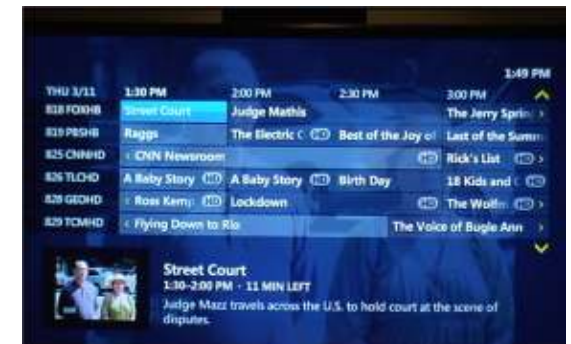 1:49 PM
THU 3/11 1:30 PM 2:00 PM 2:30 PM 3:00 PM
818 FOXHB Street Court Judge Mathis The Jerry Sprin
819 PBSHB Raggs The Electric C HD Best of the Joy of Last of the Summ
825 CNNHD CNN Newsroom HD Rick's List HD
826 TLCHD A Baby Story HD A Baby Story HD Birth Day 18 Kids and C HD
828 GEOHD Ross Kemp: HD Lockdown HD The Wolfm HD
829 TCMHD Flying Down to Rio The Voice of Bugle Ann
Street Court
1:30-2:00 PM · 11 MIN LEFT
Judge Mazz travels across the U.S. to hold court at the scene of
disputes.